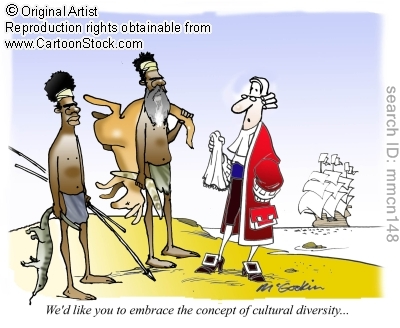 © Original Artist
Reproduction rights obtainable from
www.CartoonStock.com
search ID: mmcn148
McGookin
We'd like you to embrace the concept of cultural diversity...